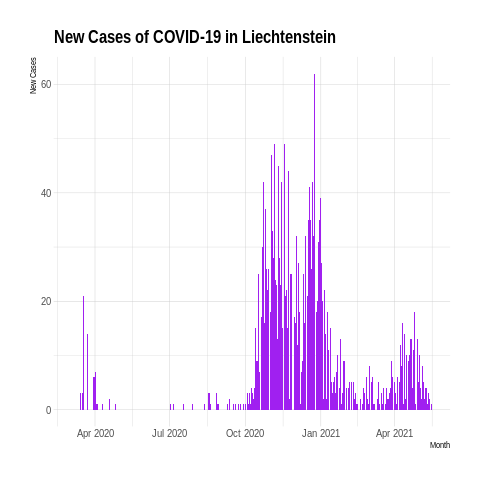 New Cases of COVID-19 in Liechtenstein
New Cases
60
40
20
0
Apr 2020 Jul 2020 Oct 2020 Jan 2021 Apr 2021
Month